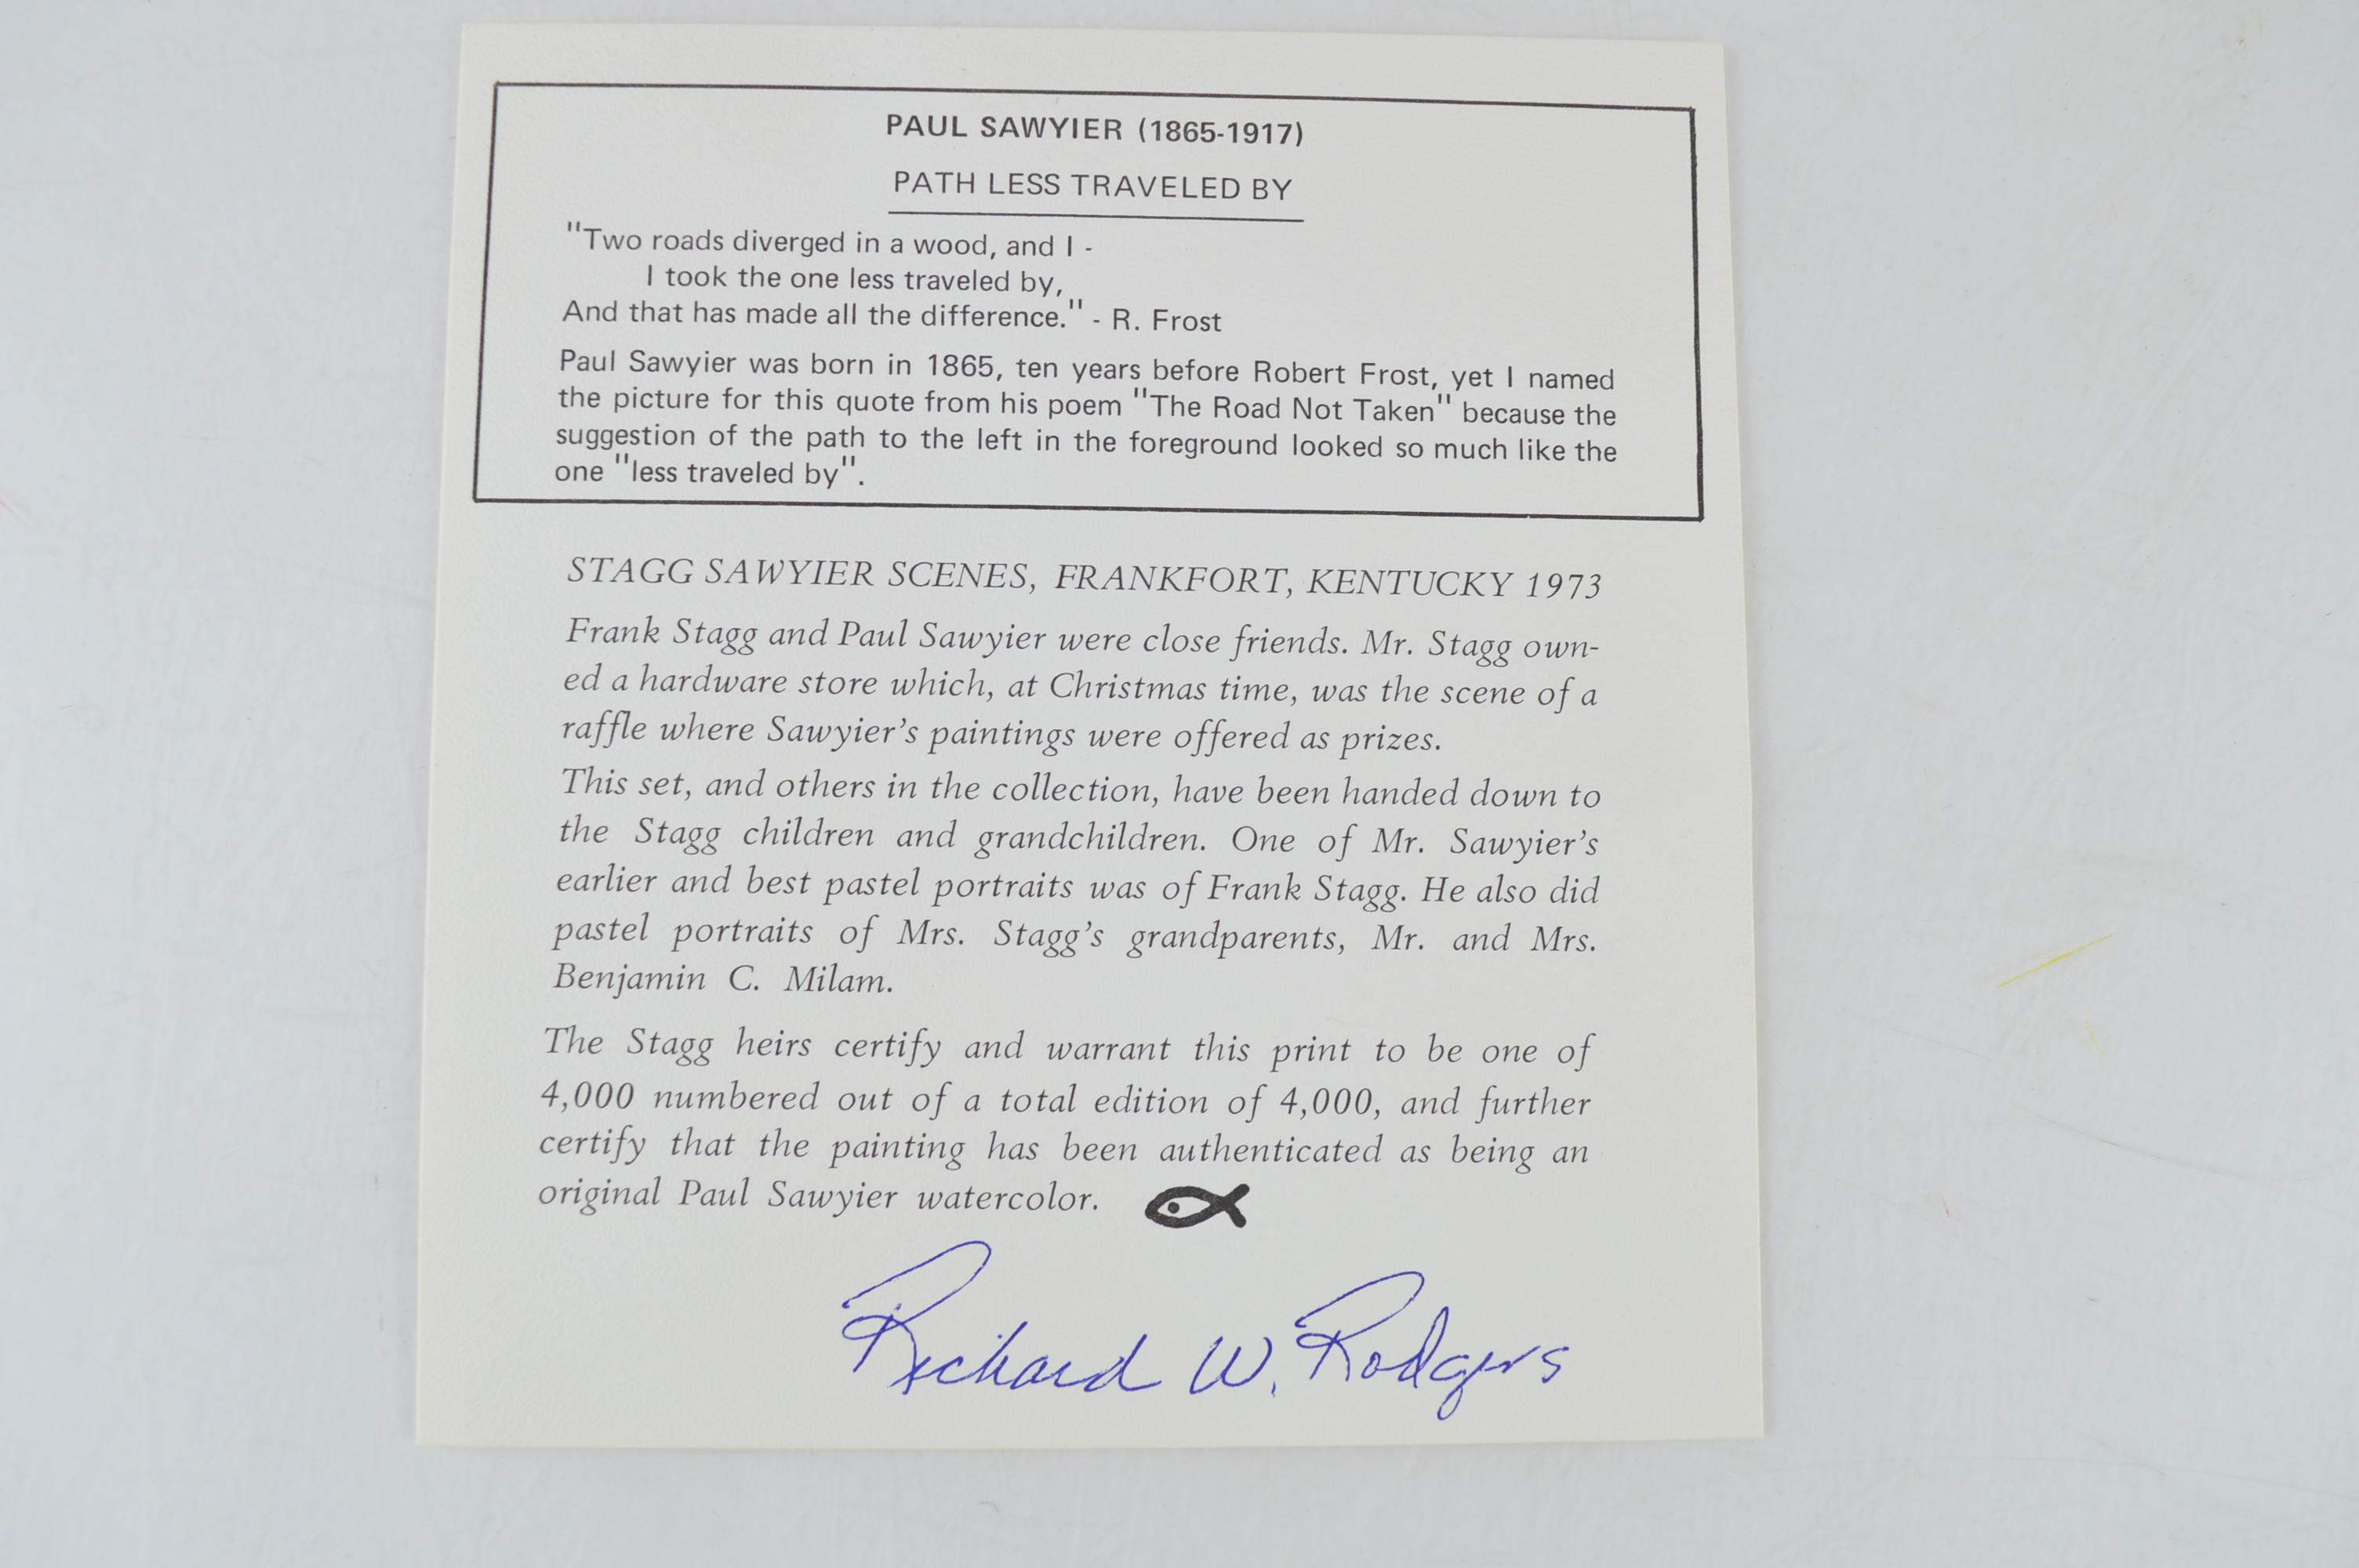 PAUL SAWYIER (1865-1917)
PATH LESS TRAVELED BY
"Two roads diverged in a wood, and I -
I took the one less traveled by,
And that has made all the difference." - R. Frost
Paul Sawyier was born in 1865, ten years before Robert Frost, yet I named
the picture for this quote from his poem "The Road Not Taken" because the
suggestion of the path to the left in the foreground looked so much like the
one "less traveled by".
STAGG SAWYIER SCENES, FRANKFORT, KENTUCKY 1973
Frank Stagg and Paul Sawyier were close friends. Mr. Stagg own-
ed a hardware store which, at Christmas time, was the scene of a
raffle where Sawyier's paintings were offered as prizes.
This set, and others in the collection, have been handed down to
the Stagg children and grandchildren. One of Mr. Sawyier's
earlier and best pastel portraits was of Frank Stagg. He also did
pastel portraits of Mrs. Stagg's grandparents, Mr. and Mrs.
Benjamin C. Milam.
The Stagg heirs certify and warrant this print to be one of
4,000 numbered out of a total edition of 4,000, and further
certify that the painting has been authenticated as being an
original Paul Sawyier watercolor.
Richard W. Rodgers